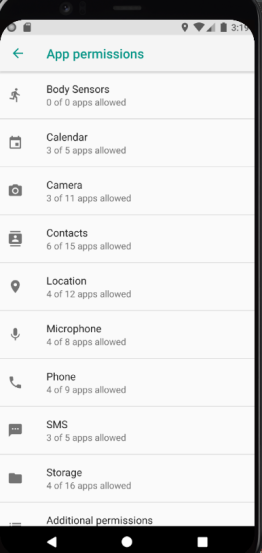 3:19
App permissions
Body Sensors
0 of 0 apps allowed
Calendar
3 of 5 apps allowed
Camera
3 of 11 apps allowed
Contacts
6 of 15 apps allowed
Location
4 of 12 apps allowed
Microphone
4 of 8 apps allowed
Phone
4 of 9 apps allowed
SMS
3 of 5 apps allowed
Storage
4 of 16 apps allowed
Additional permissions